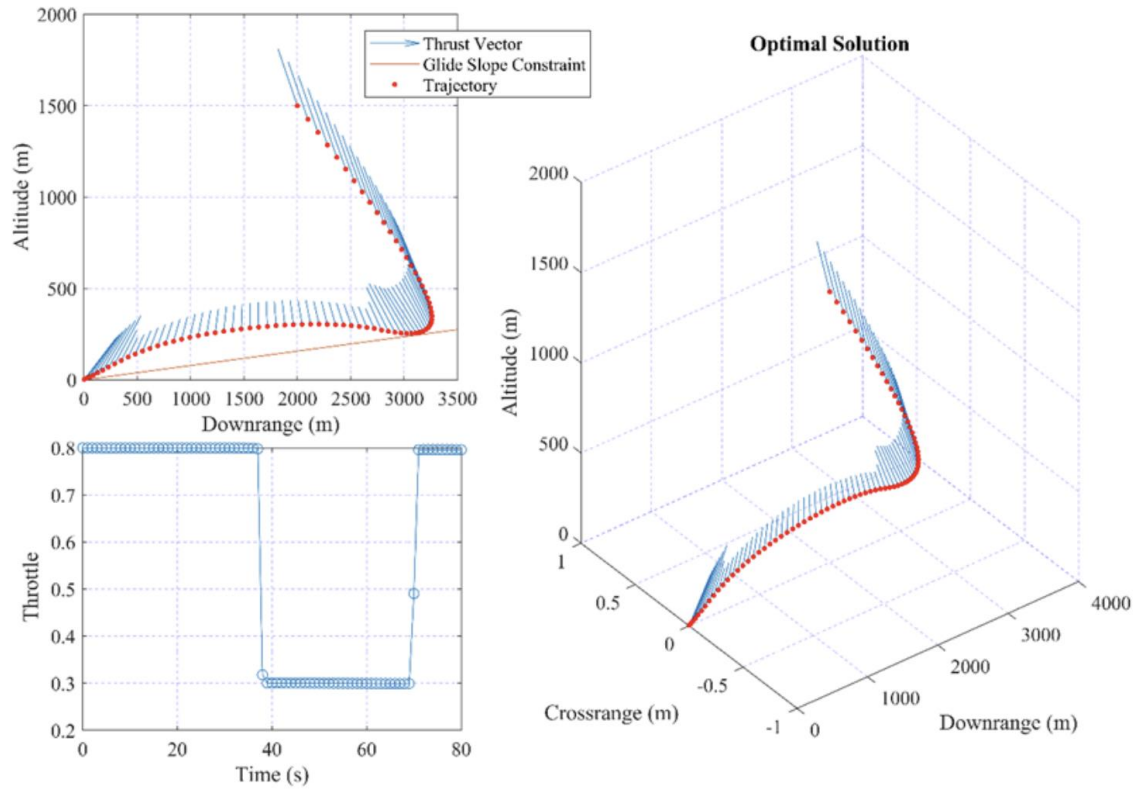 2000
1500
1000
500
0
Altitude (m)
0 500 1000 1500 2000 2500 3000 3500
Downrange (m)
Thrust Vector
Glide Slope Constraint
Trajectory
0.8
0.7
0.6
0.5
0.4
0.3
0.2
Throttle
0 20 40 60 80
Time (s)
Optimal Solution
2000
1500
1000
500
0
Altitude (m)
1
0.5
0
-0.5
-1
Crossrange (m)
0
1000
2000
3000
4000
Downrange (m)